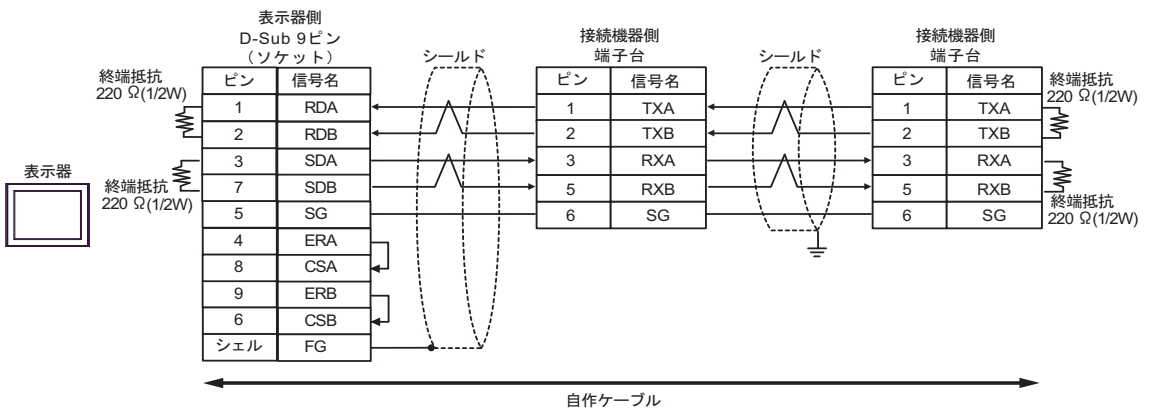 表示器側
D-Sub 9ピン
(ソケット)
シールド
接続機器側
端子台
シールド
接続機器側
端子台
終端抵抗
220 Ω(1/2W)
ピン 信号名
1 RDA
2 RDB
3 SDA
7 SDB
5 SG
4 ERA
8 CSA
9 ERB
6 CSB
シェル FG
表示器
終端抵抗
220 Ω(1/2W)
ピン 信号名
1 TXA
2 TXB
3 RXA
5 RXB
6 SG
ピン 信号名
1 TXA
2 TXB
3 RXA
5 RXB
6 SG
終端抵抗
220 Ω(1/2W)
終端抵抗
220 Ω(1/2W)
自作ケーブル